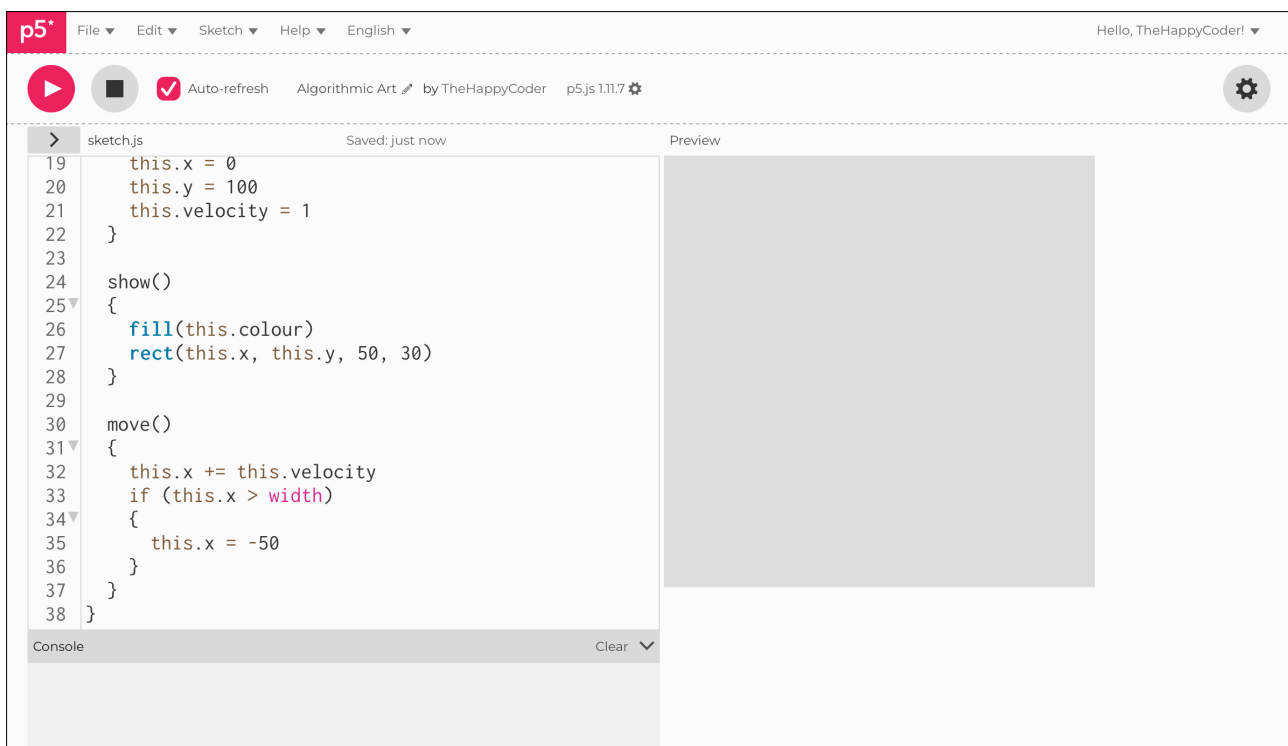 p5* File Edit Sketch Help English Hello, TheHappyCoder!
Auto-refresh Algorithmic Art by TheHappyCoder p5.js 1.11.7
> sketch.js Saved: just now Preview
19 this.x = 0
20 this.y = 100
21 this.velocity = 1
22 }
23
24 show()
25 {
26 fill(this.colour)
27 rect(this.x, this.y, 50, 30)
28 }
29
30 move()
31 {
32 this.x += this.velocity
33 if (this.x > width)
34 {
35 this.x = -50
36 }
37 }
38 }
Console Clear